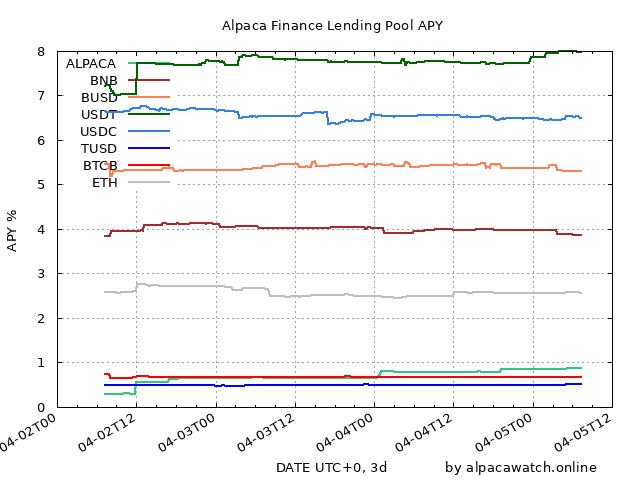 Alpaca Finance Lending Pool APY
8
7
6
5
4
3
2
1
0
APY %
ALPACA
BNB
BUSD
USDT
USDC
TUSD
BTCB
ETH
04-02T00
04-02T12
04-03T00
04-03T12
04-04T00
04-04T12
04-05T00
04-05T12
DATE UTC+0, 3d
by alpacawatch.online